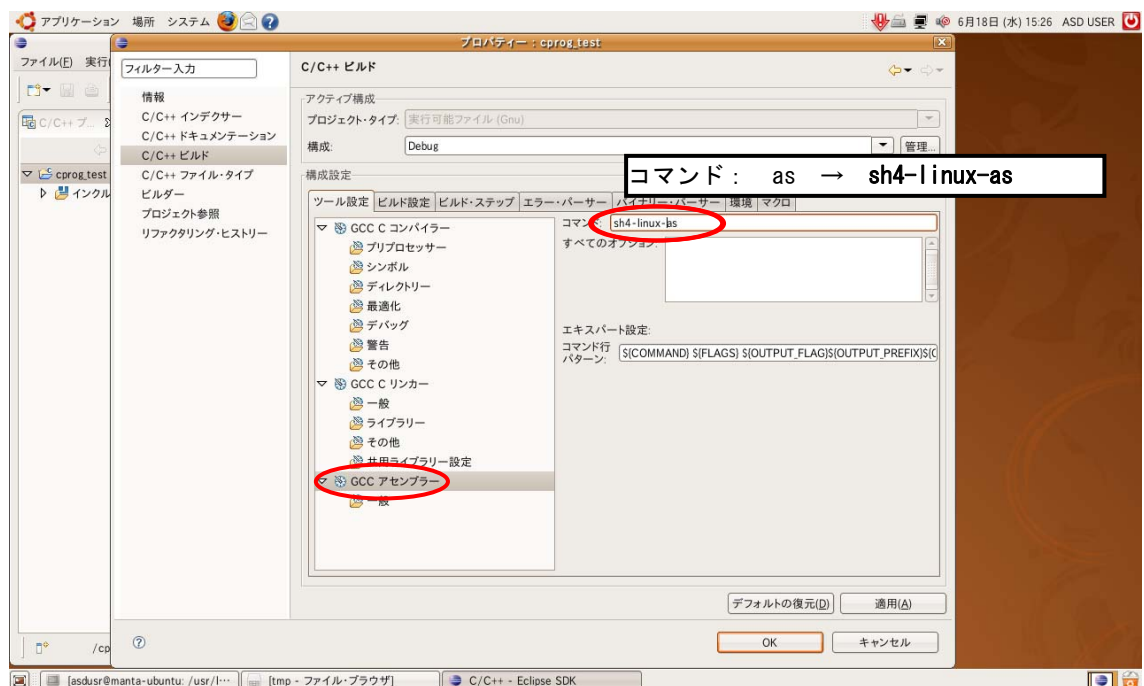 アプリケーション 場所 システム
6月18日 (水) 15:26 ASD USER
プロパティー : cprog_test
ファイル(E) 実行
フィルター入力
C/C++ ビルド
情報
C/C++ インデクサー
C/C++ ドキュメンテーション
C/C++ ビルド
C/C++ ファイル・タイプ
ビルダー
プロジェクト参照
リファクタリング・ヒストリー
C/C++ プ...
cprog_test
インクル
アクティブ構成
プロジェクト・タイプ: 実行可能ファイル (Gnu)
構成: Debug 管理...
コマンド: as → sh4-linux-as
構成設定
ツール設定 ビルド設定 ビルド・ステップ エラー・パーサー バイナリー・パーサー 環境 マクロ
GCC C コンパイラー
プリプロセッサー
シンボル
ディレクトリー
最適化
デバッグ
警告
その他
GCC C リンカー
一般
ライブラリー
その他
共用ライブラリー設定
GCC アセンブラー
一般
コマンド: sh4-linux-as
すべてのオプション:
エキスパート設定:
コマンド行
パターン: ${COMMAND} ${FLAGS} ${OUTPUT_FLAG}${OUTPUT_PREFIX}${
デフォルトの復元(D) 適用(A)
OK キャンセル
/cp
[asdusr@manta-ubuntu: /usr/l… [tmp - ファイル・ブラウザ] C/C++ - Eclipse SDK